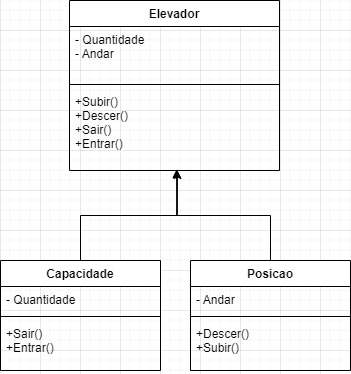 Elevador
- Quantidade
- Andar
+Subir()
+Descer()
+Sair()
+Entrar()
Capacidade
- Quantidade
+Sair()
+Entrar()
Posicao
- Andar
+Descer()
+Subir()